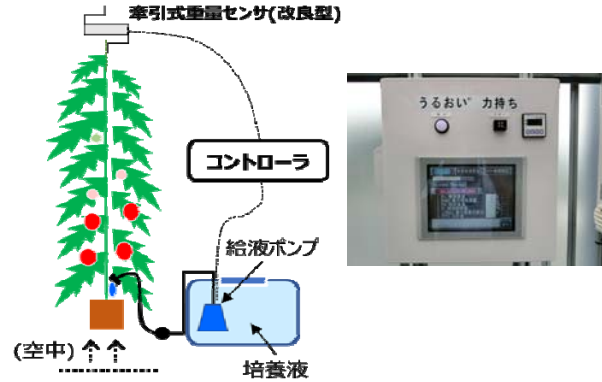 牽引式重量センサ(改良型)
コントローラ
うるおい 力持ち
給液ポンプ
(空中)
培養液